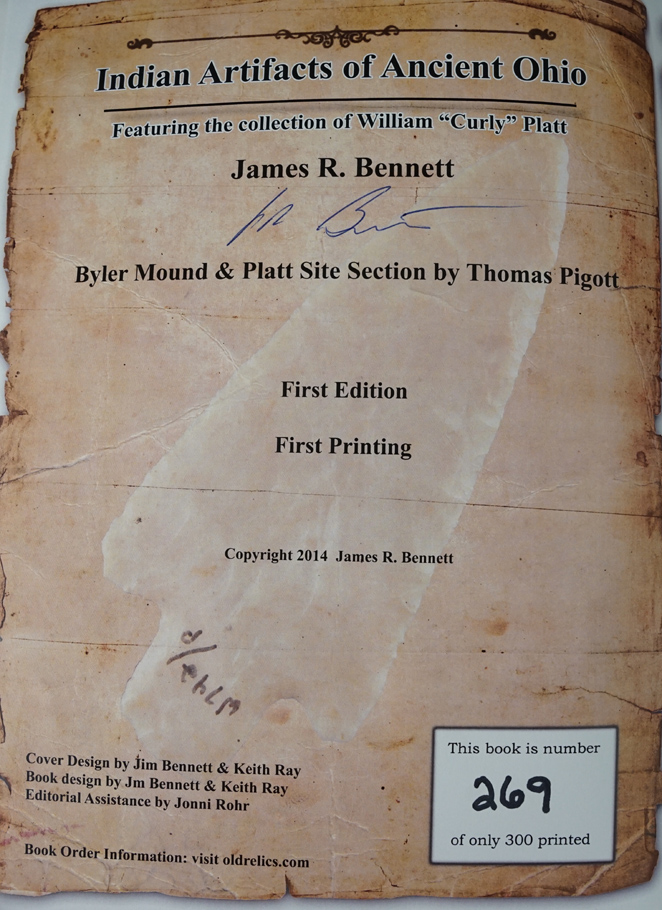 Indian Artifacts of Ancient Ohio
Featuring the collection of William “Curly” Platt
James R. Bennett
Byler Mound & Platt Site Section by Thomas Pigott
First Edition
First Printing
Copyright 2014 James R. Bennett
Cover Design by Jim Bennett & Keith Ray
Book design by Jm Bennett & Keith Ray
Editorial Assistance by Jonni Rohr
Book Order Information: visit oldrelics.com
This book is number
269
of only 300 printed